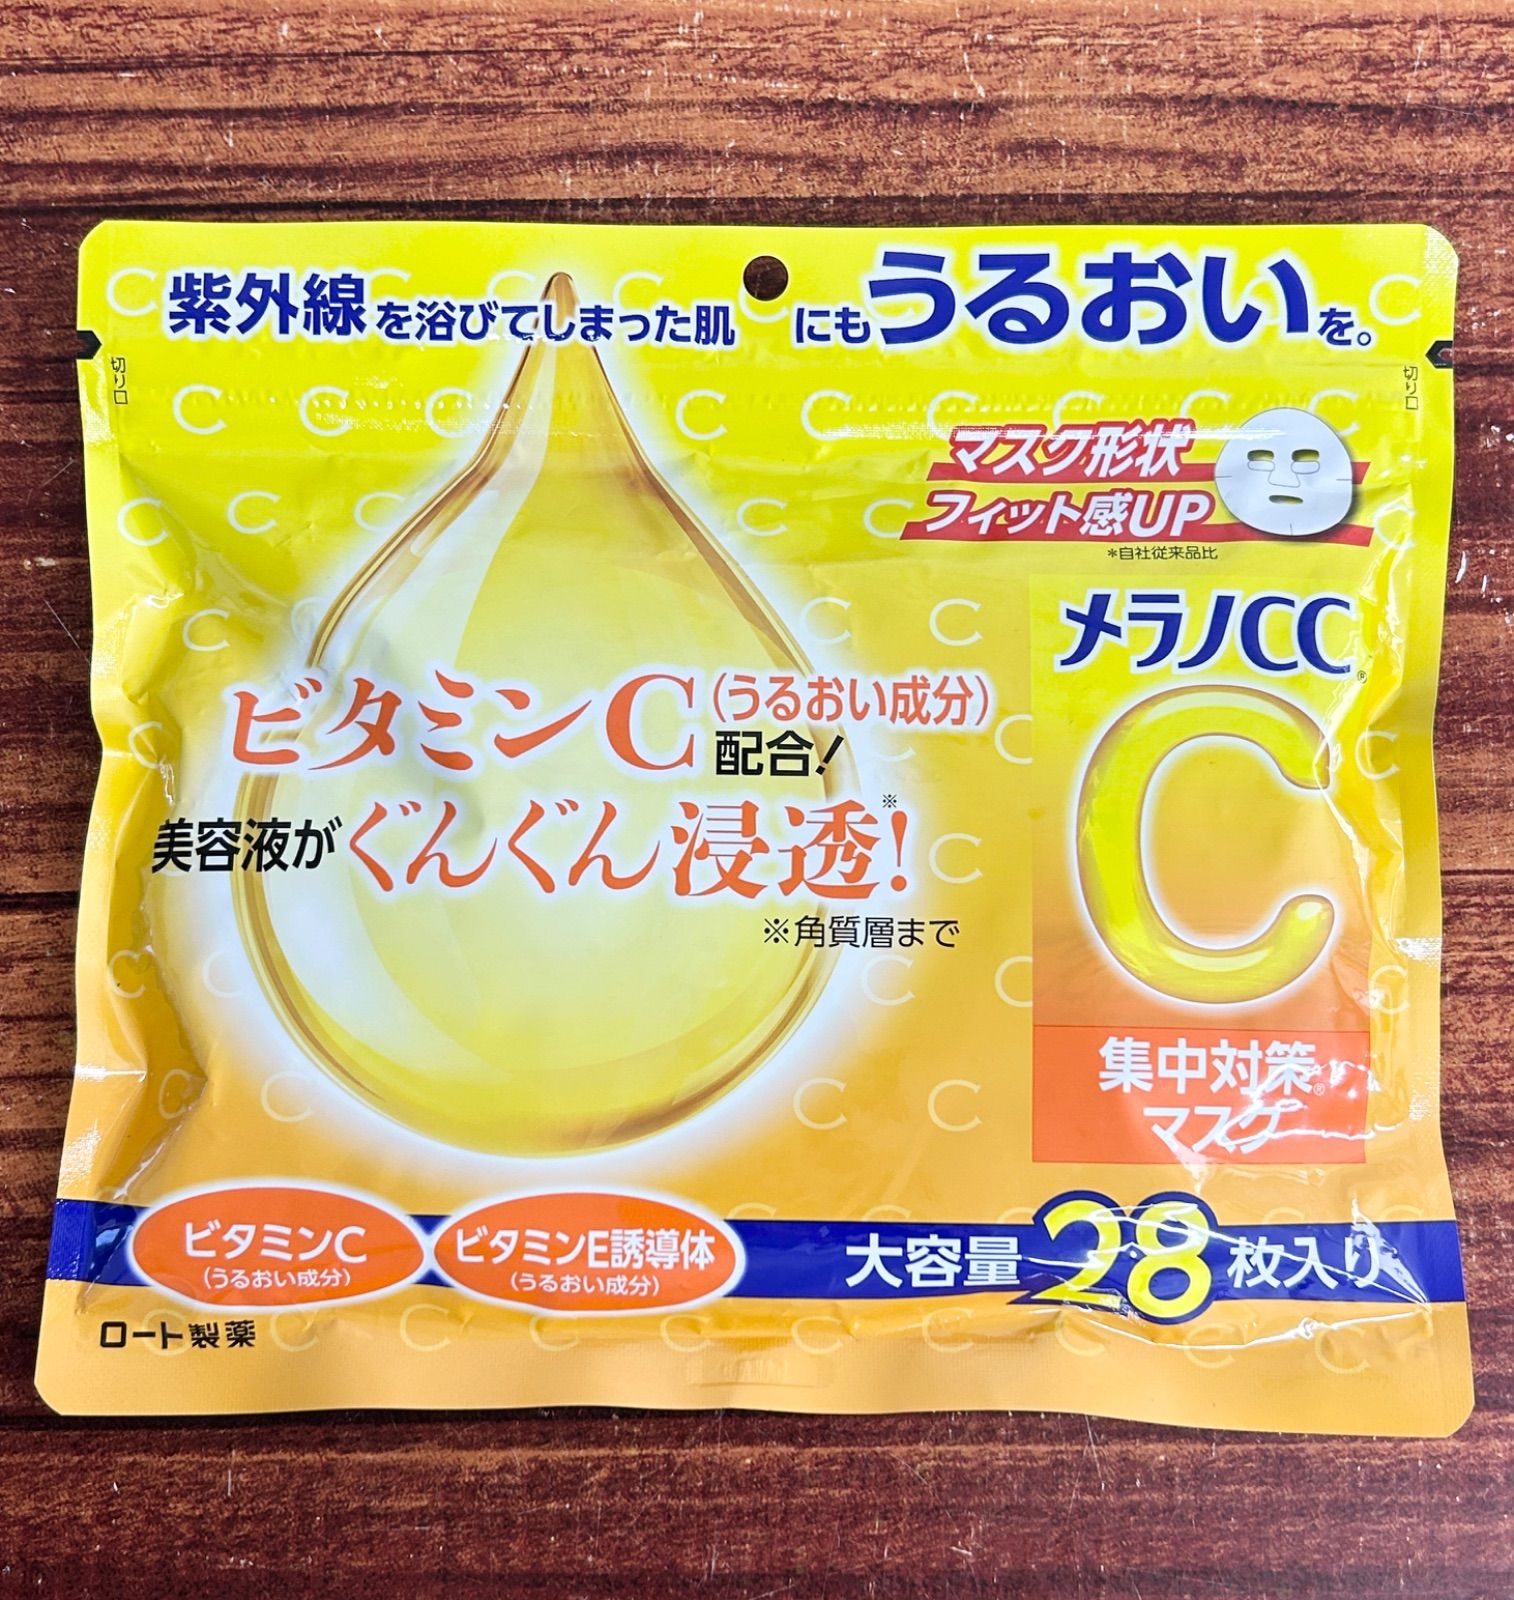 紫外線を浴びてしまった肌にもうるおいを。
切り口
切り口
マスク形状
フィット感UP
*自社従来品比
メラノCC®
C
ビタミンC(うるおい成分)配合!
美容液がぐんぐん浸透!※
※角質層まで
集中対策®
マスク
ビタミンC
(うるおい成分)
ビタミンE誘導体
(うるおい成分)
大容量28枚入り
ロート製薬